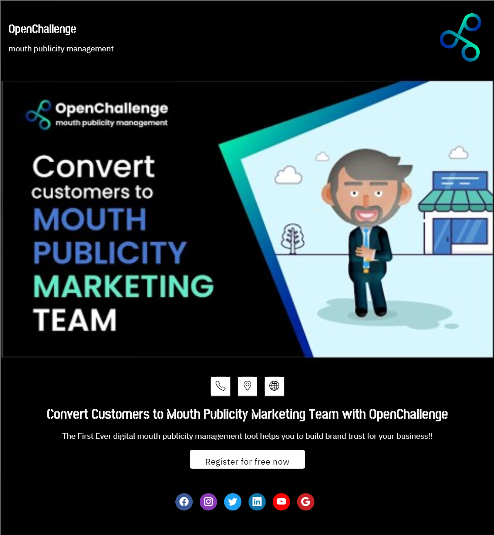 OpenChallenge
mouth publicity management
OpenChallenge
mouth publicity management
Convert
customers to
MOUTH
PUBLICITY
MARKETING
TEAM
Convert Customers to Mouth Publicity Marketing Team with OpenChallenge
The First Ever digital mouth publicity management tool helps you to build brand trust for your business!!
Register for free now